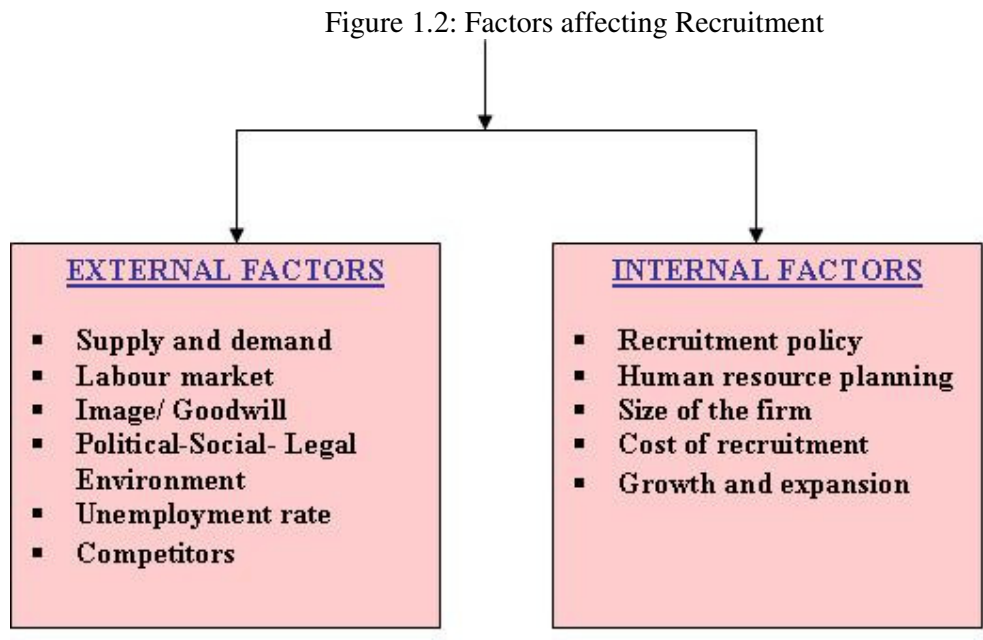 Figure 1.2: Factors affecting Recruitment
EXTERNAL FACTORS
▪ Supply and demand
▪ Labour market
▪ Image/ Goodwill
▪ Political-Social- Legal
Environment
▪ Unemployment rate
▪ Competitors
INTERNAL FACTORS
▪ Recruitment policy
▪ Human resource planning
▪ Size of the firm
▪ Cost of recruitment
▪ Growth and expansion